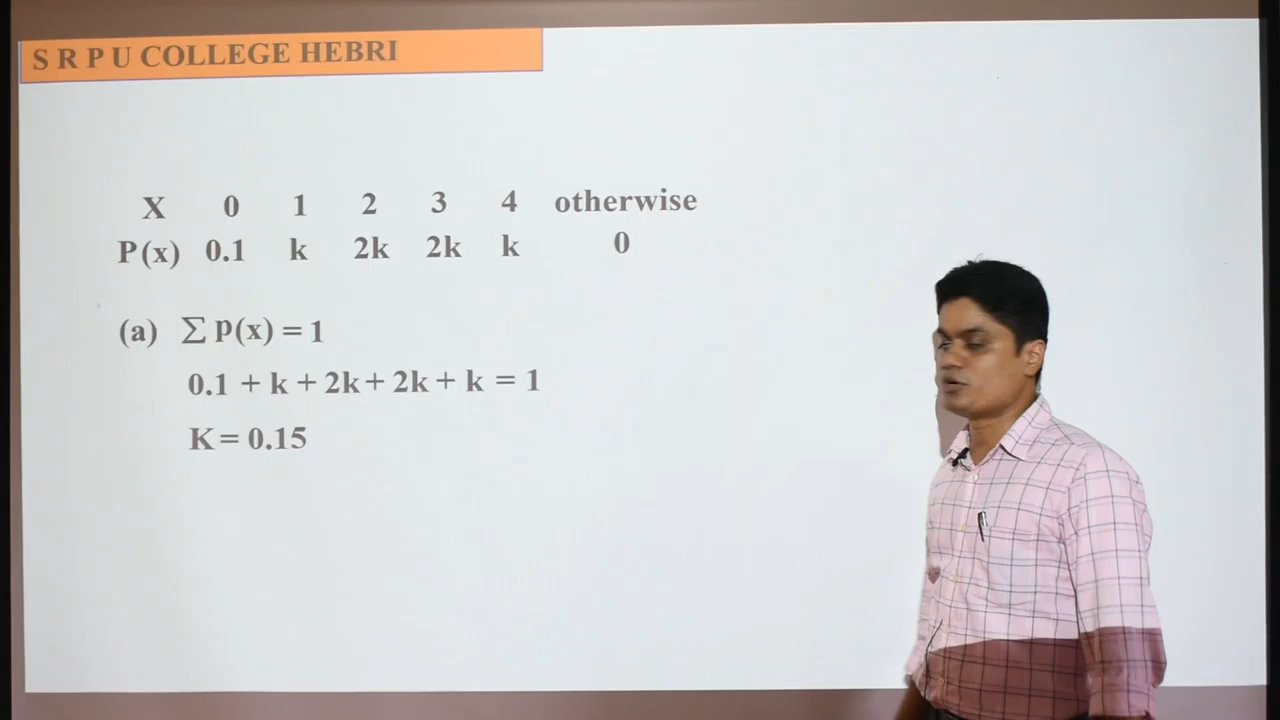 S R P U COLLEGE HEBRI
X 0 1 2 3 4 otherwise
P(x) 0.1 k 2k 2k k 0
(a) ∑ p(x) = 1
0.1 + k + 2k + 2k + k = 1
K = 0.15